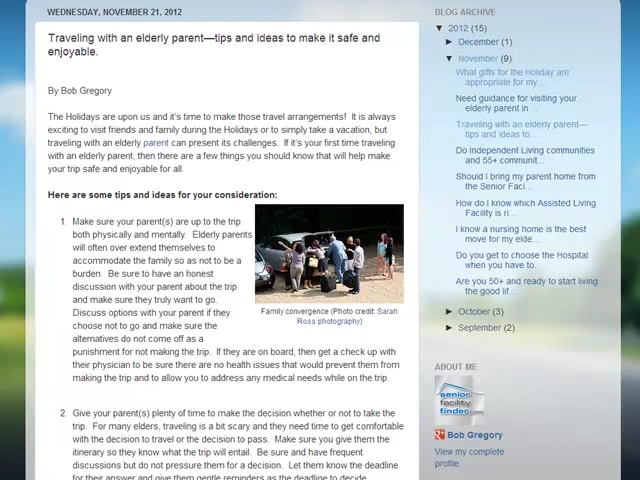 WEDNESDAY, NOVEMBER 21, 2012
Traveling with an elderly parent—tips and ideas to make it safe and
enjoyable.
By Bob Gregory
The Holidays are upon us and it's time to make those travel arrangements!  It is always
exciting to visit friends and family during the Holidays or to simply take a vacation, but
traveling with an elderly parent can present its challenges.  If it's your first time traveling
with an elderly parent, then there are a few things you should know that will help make
your trip safe and enjoyable for all.
Here are some tips and ideas for your consideration:
1. Make sure your parent(s) are up to the trip
both physically and mentally.  Elderly parents
will often over extend themselves to
accommodate the family so as not to be a
burden.  Be sure to have an honest
discussion with your parent about the trip
and make sure they truly want to go.
Discuss options with your parent if they
choose not to go and make sure the
alternatives do not come off as a
punishment for not making the trip.  If they are on board, then get a check up with
their physician to be sure there are no health issues that would prevent them from
making the trip and to allow you to address any medical needs while on the trip.
Family convergence (Photo credit: Sarah
Ross photography)
2. Give your parent(s) plenty of time to make the decision whether or not to take the
trip.  For many elders, traveling is a bit scary and they need time to get comfortable
with the decision to travel or the decision to pass.  Make sure you give them the
itinerary so they know what the trip will entail.  Be sure and have frequent
discussions but do not pressure them for a decision.  Let them know the deadline
for their answer and give them gentle reminders as the deadline to decide
BLOG ARCHIVE
▼ 2012 (15)
► December (1)
▼ November (9)
What gifts for the Holiday are
appropriate for my ...
Need guidance for visiting your
elderly parent in ...
Traveling with an elderly parent—
tips and ideas to...
Do Independent Living communities
and 55+ communit...
Should I bring my parent home from
the Senior Faci...
How do I know which Assisted Living
Facility is ri...
I know a nursing home is the best
move for my elde...
Do you get to choose the Hospital
when you have to...
Are you 50+ and ready to start living
the good lif...
► October (3)
► September (2)
ABOUT ME
senior
facility
finder
Bob Gregory
View my complete
profile